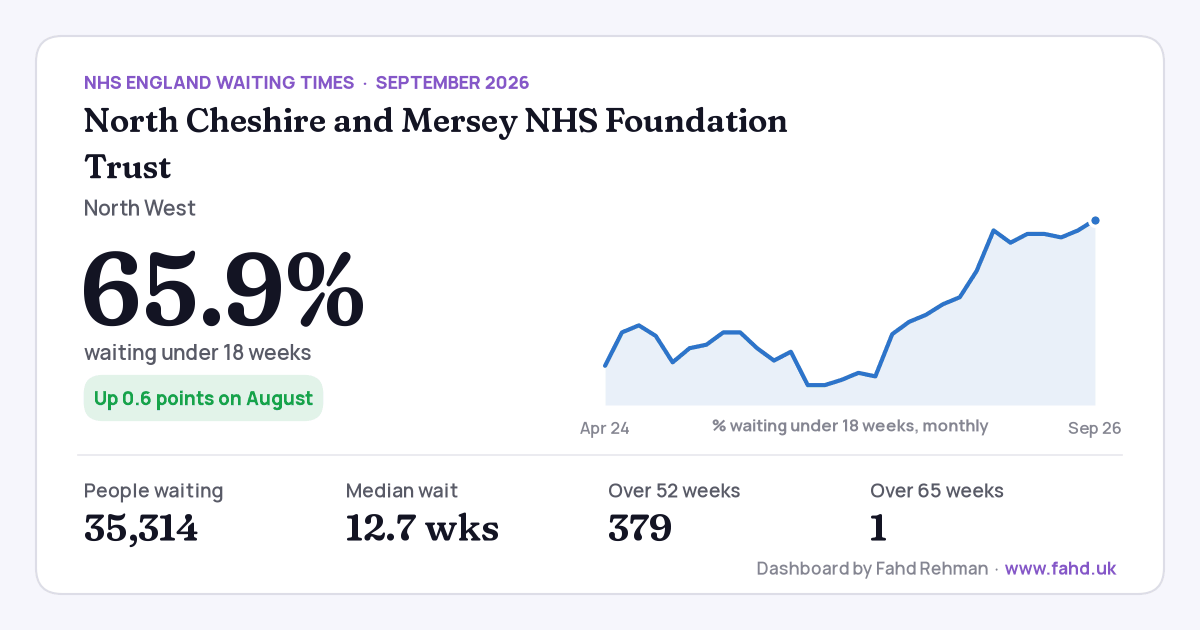 NHS ENGLAND WAITING TIMES · SEPTEMBER 2026
North Cheshire and Mersey NHS Foundation
Trust
North West
65.9%
waiting under 18 weeks
Up 0.6 points on August
Apr 24
% waiting under 18 weeks, monthly
Sep 26
People waiting
35,314
Median wait
12.7 wks
Over 52 weeks
379
Over 65 weeks
1
Dashboard by Fahd Rehman · www.fahd.uk